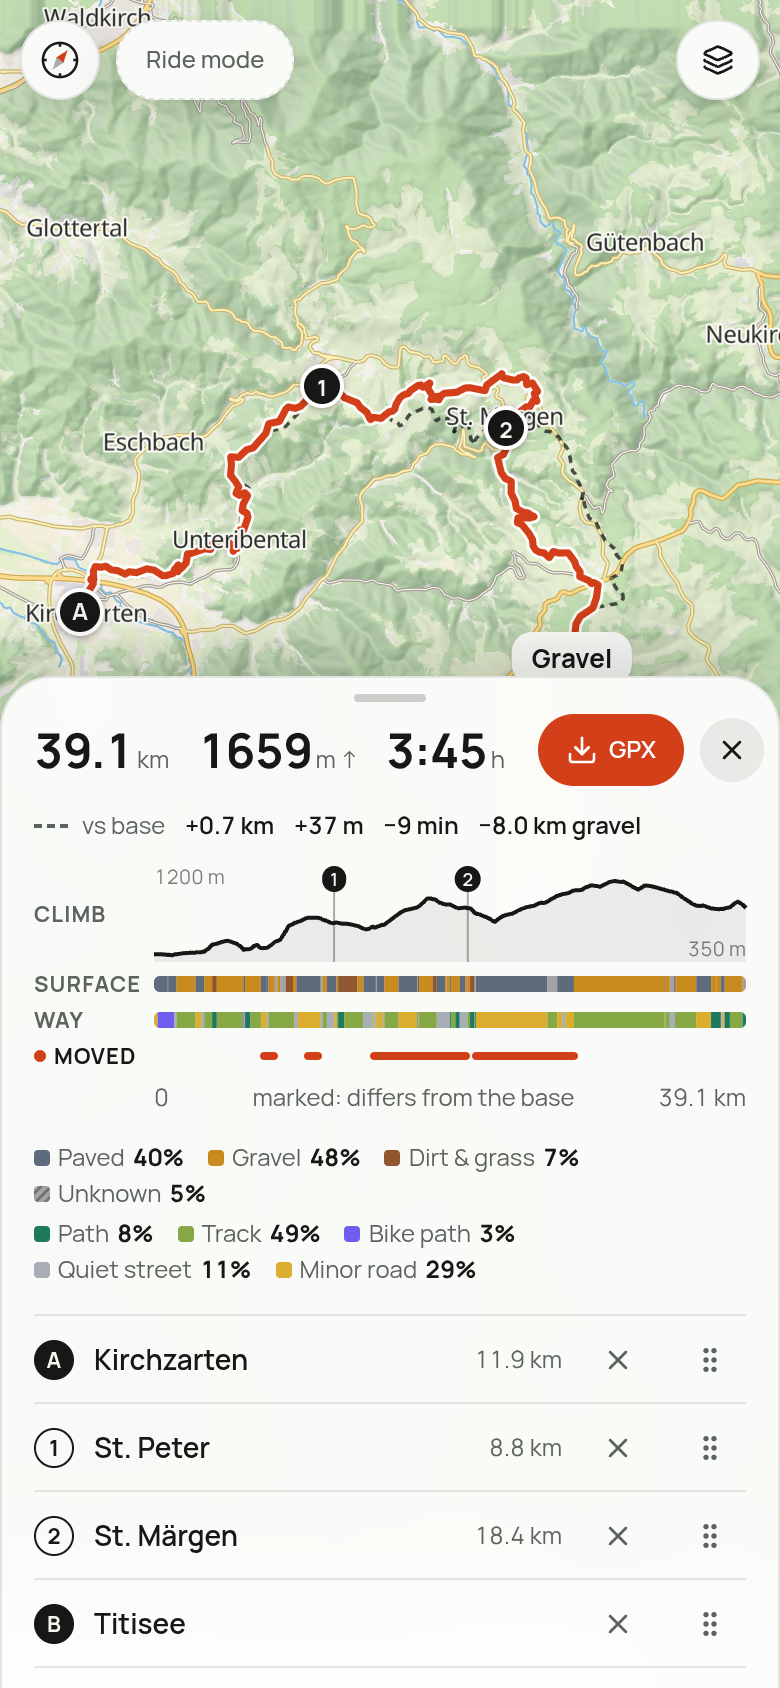 Waldkirch
Ride mode
Glottertal
Gütenbach
Neukir
1
St. M
gen
2
Eschbach
Unteribental
Kir
A
rten
Gravel
39.1 km 1659 m ↑ 3:45 h GPX
vs base +0.7 km +37 m −9 min −8.0 km gravel
1200 m 1 2
CLIMB
350 m
SURFACE
WAY
MOVED
0 marked: differs from the base 39.1 km
Paved 40% Gravel 48% Dirt & grass 7%
Unknown 5%
Path 8% Track 49% Bike path 3%
Quiet street 11% Minor road 29%
A Kirchzarten 11.9 km
1 St. Peter 8.8 km
2 St. Märgen 18.4 km
B Titisee